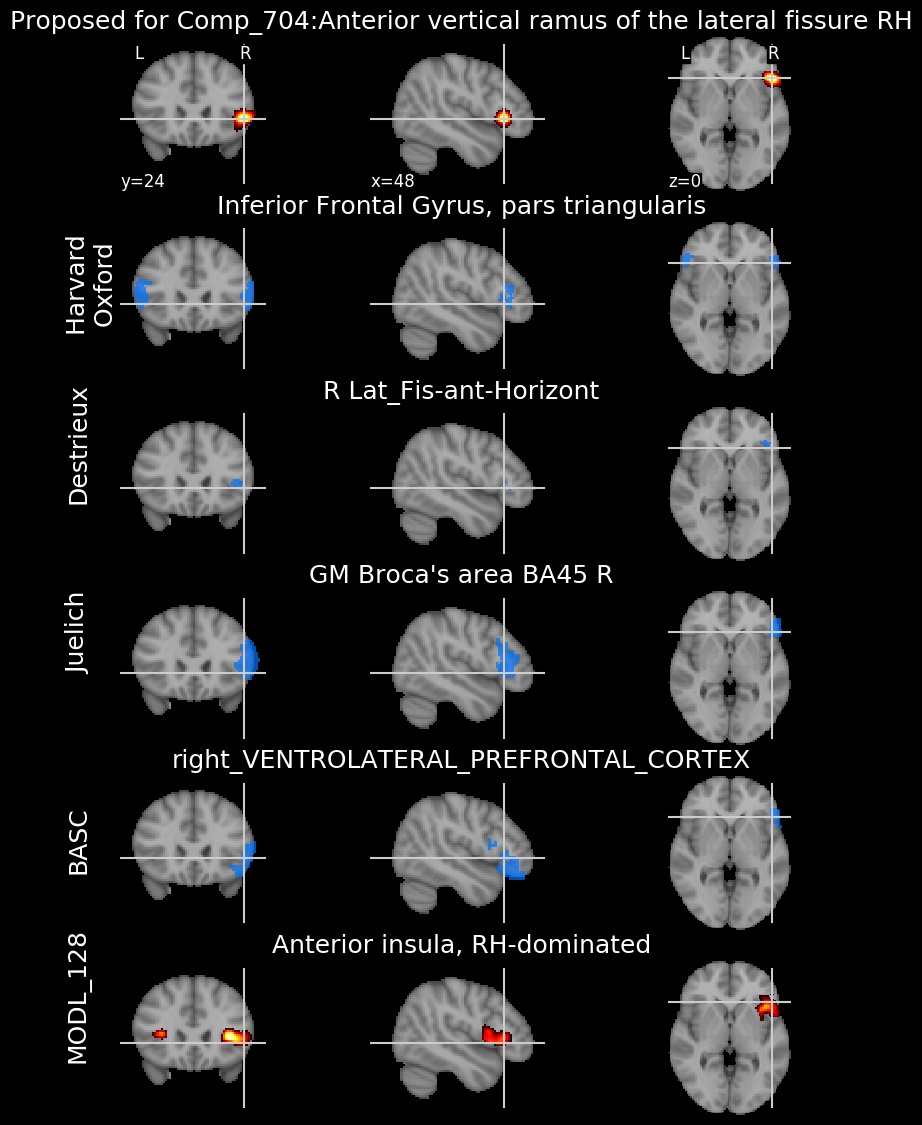 Proposed for Comp_704:Anterior vertical ramus of the lateral fissure RH
L R L R
y=24 x=48 z=0
Inferior Frontal Gyrus, pars triangularis
Harvard
Oxford
R Lat_Fis-ant-Horizont
Destrieux
GM Broca's area BA45 R
Juelich
right_VENTROLATERAL_PREFRONTAL_CORTEX
BASC
Anterior insula, RH-dominated
MODL_128